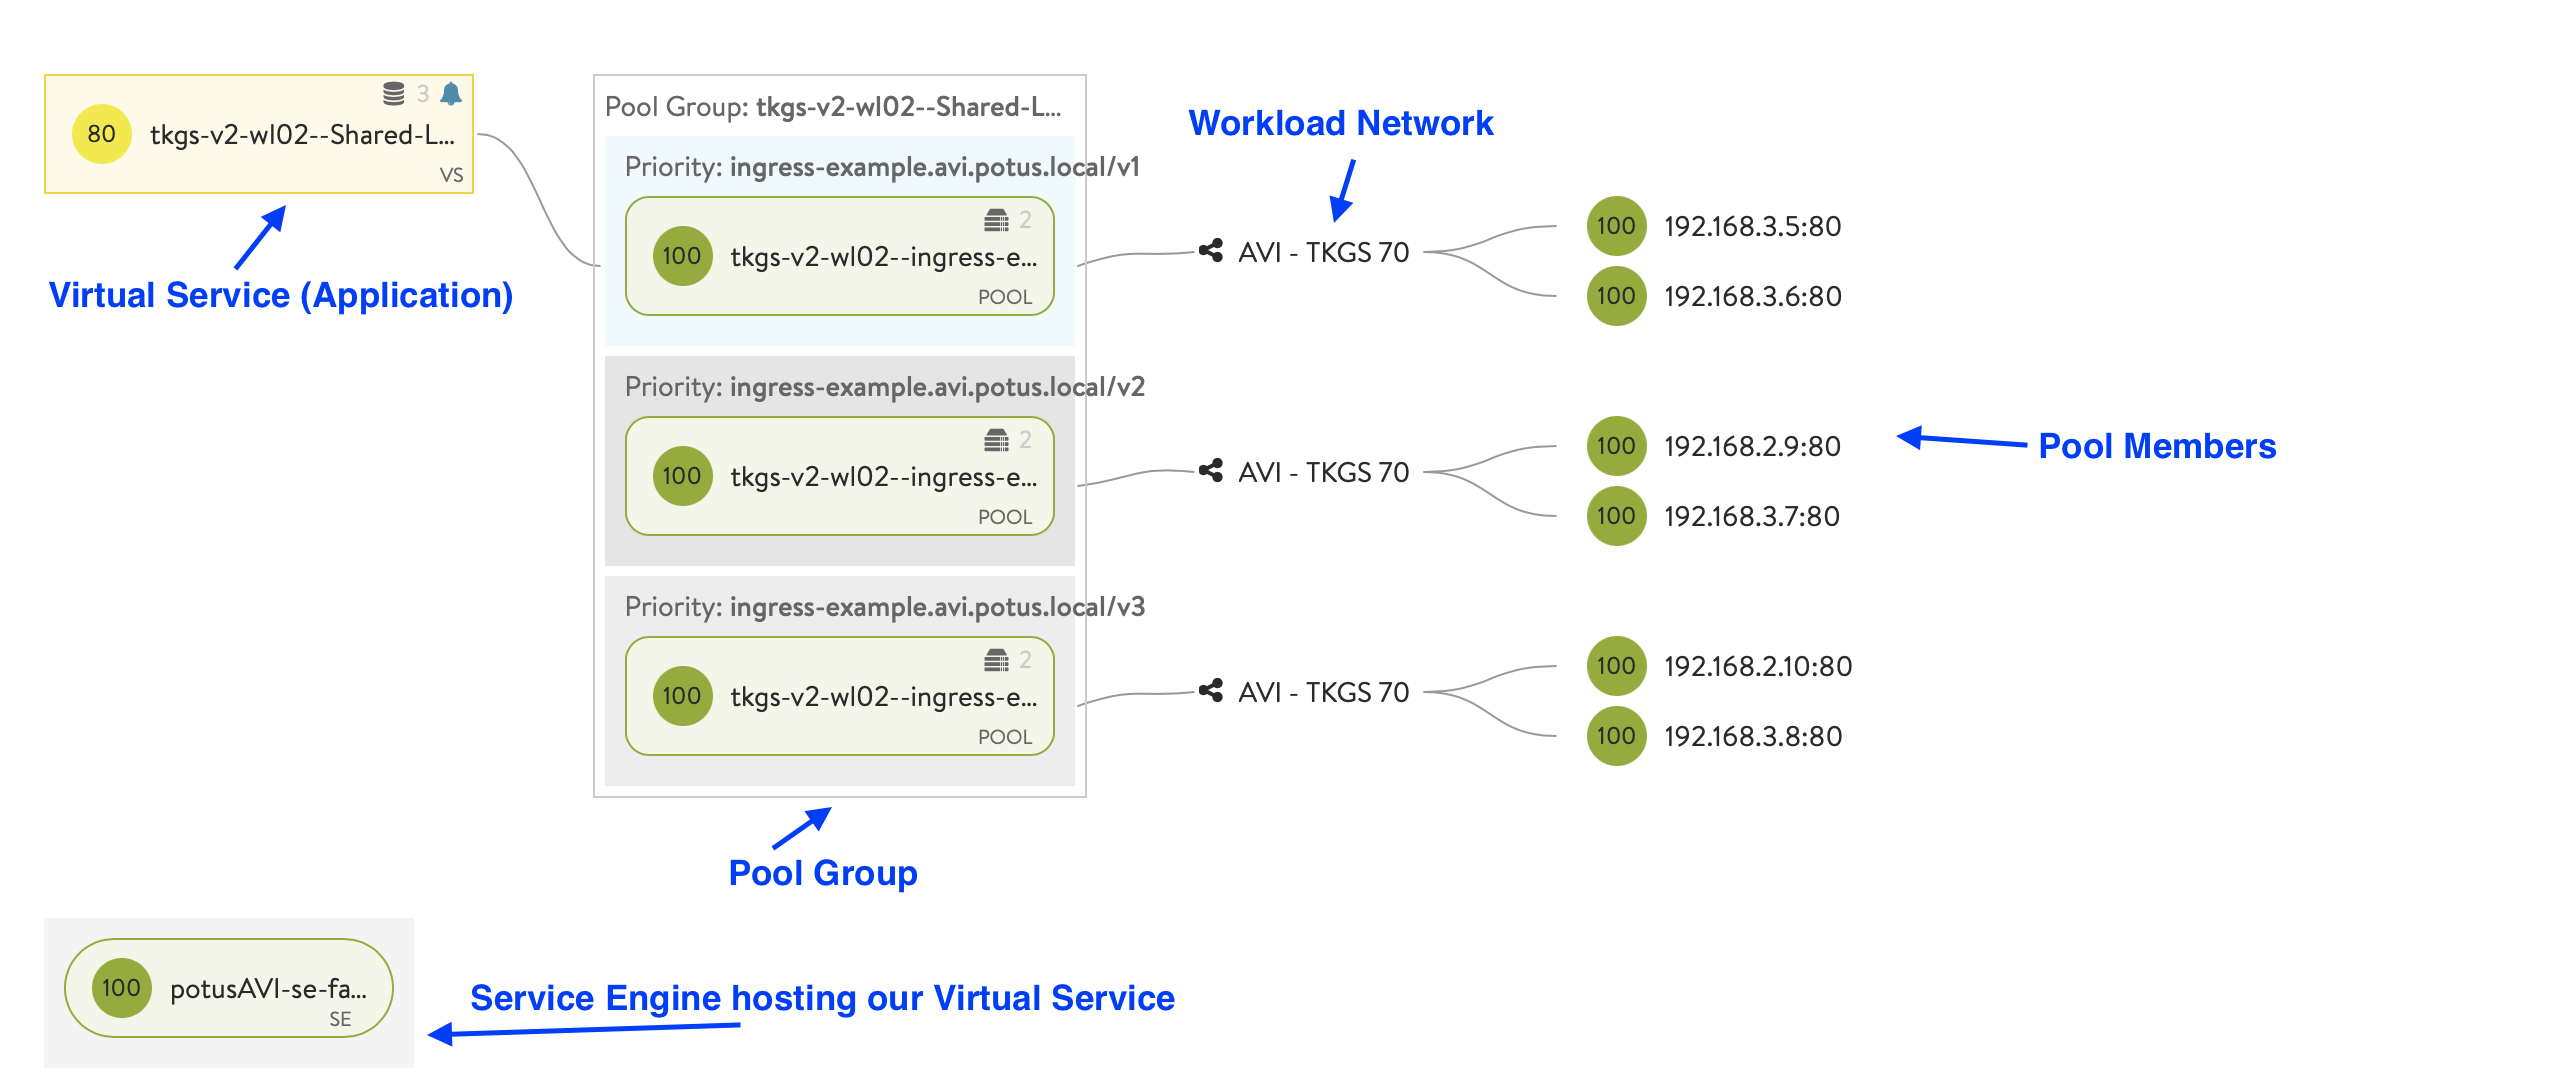 3
80
tkgs-v2-wl02--Shared-L...
VS
Virtual Service (Application)
Pool Group: tkgs-v2-wl02--Shared-L...
Priority: ingress-example.avi.potus.local/v1
2
100
tkgs-v2-wl02--ingress-e...
POOL
Workload Network
AVI - TKGS 70
100 192.168.3.5:80
100 192.168.3.6:80
Priority: ingress-example.avi.potus.local/v2
2
100
tkgs-v2-wl02--ingress-e...
POOL
AVI - TKGS 70
100 192.168.2.9:80
100 192.168.3.7:80
Pool Members
Priority: ingress-example.avi.potus.local/v3
2
100
tkgs-v2-wl02--ingress-e...
POOL
AVI - TKGS 70
100 192.168.2.10:80
100 192.168.3.8:80
Pool Group
100 potusAVI-se-fa...
SE
Service Engine hosting our Virtual Service